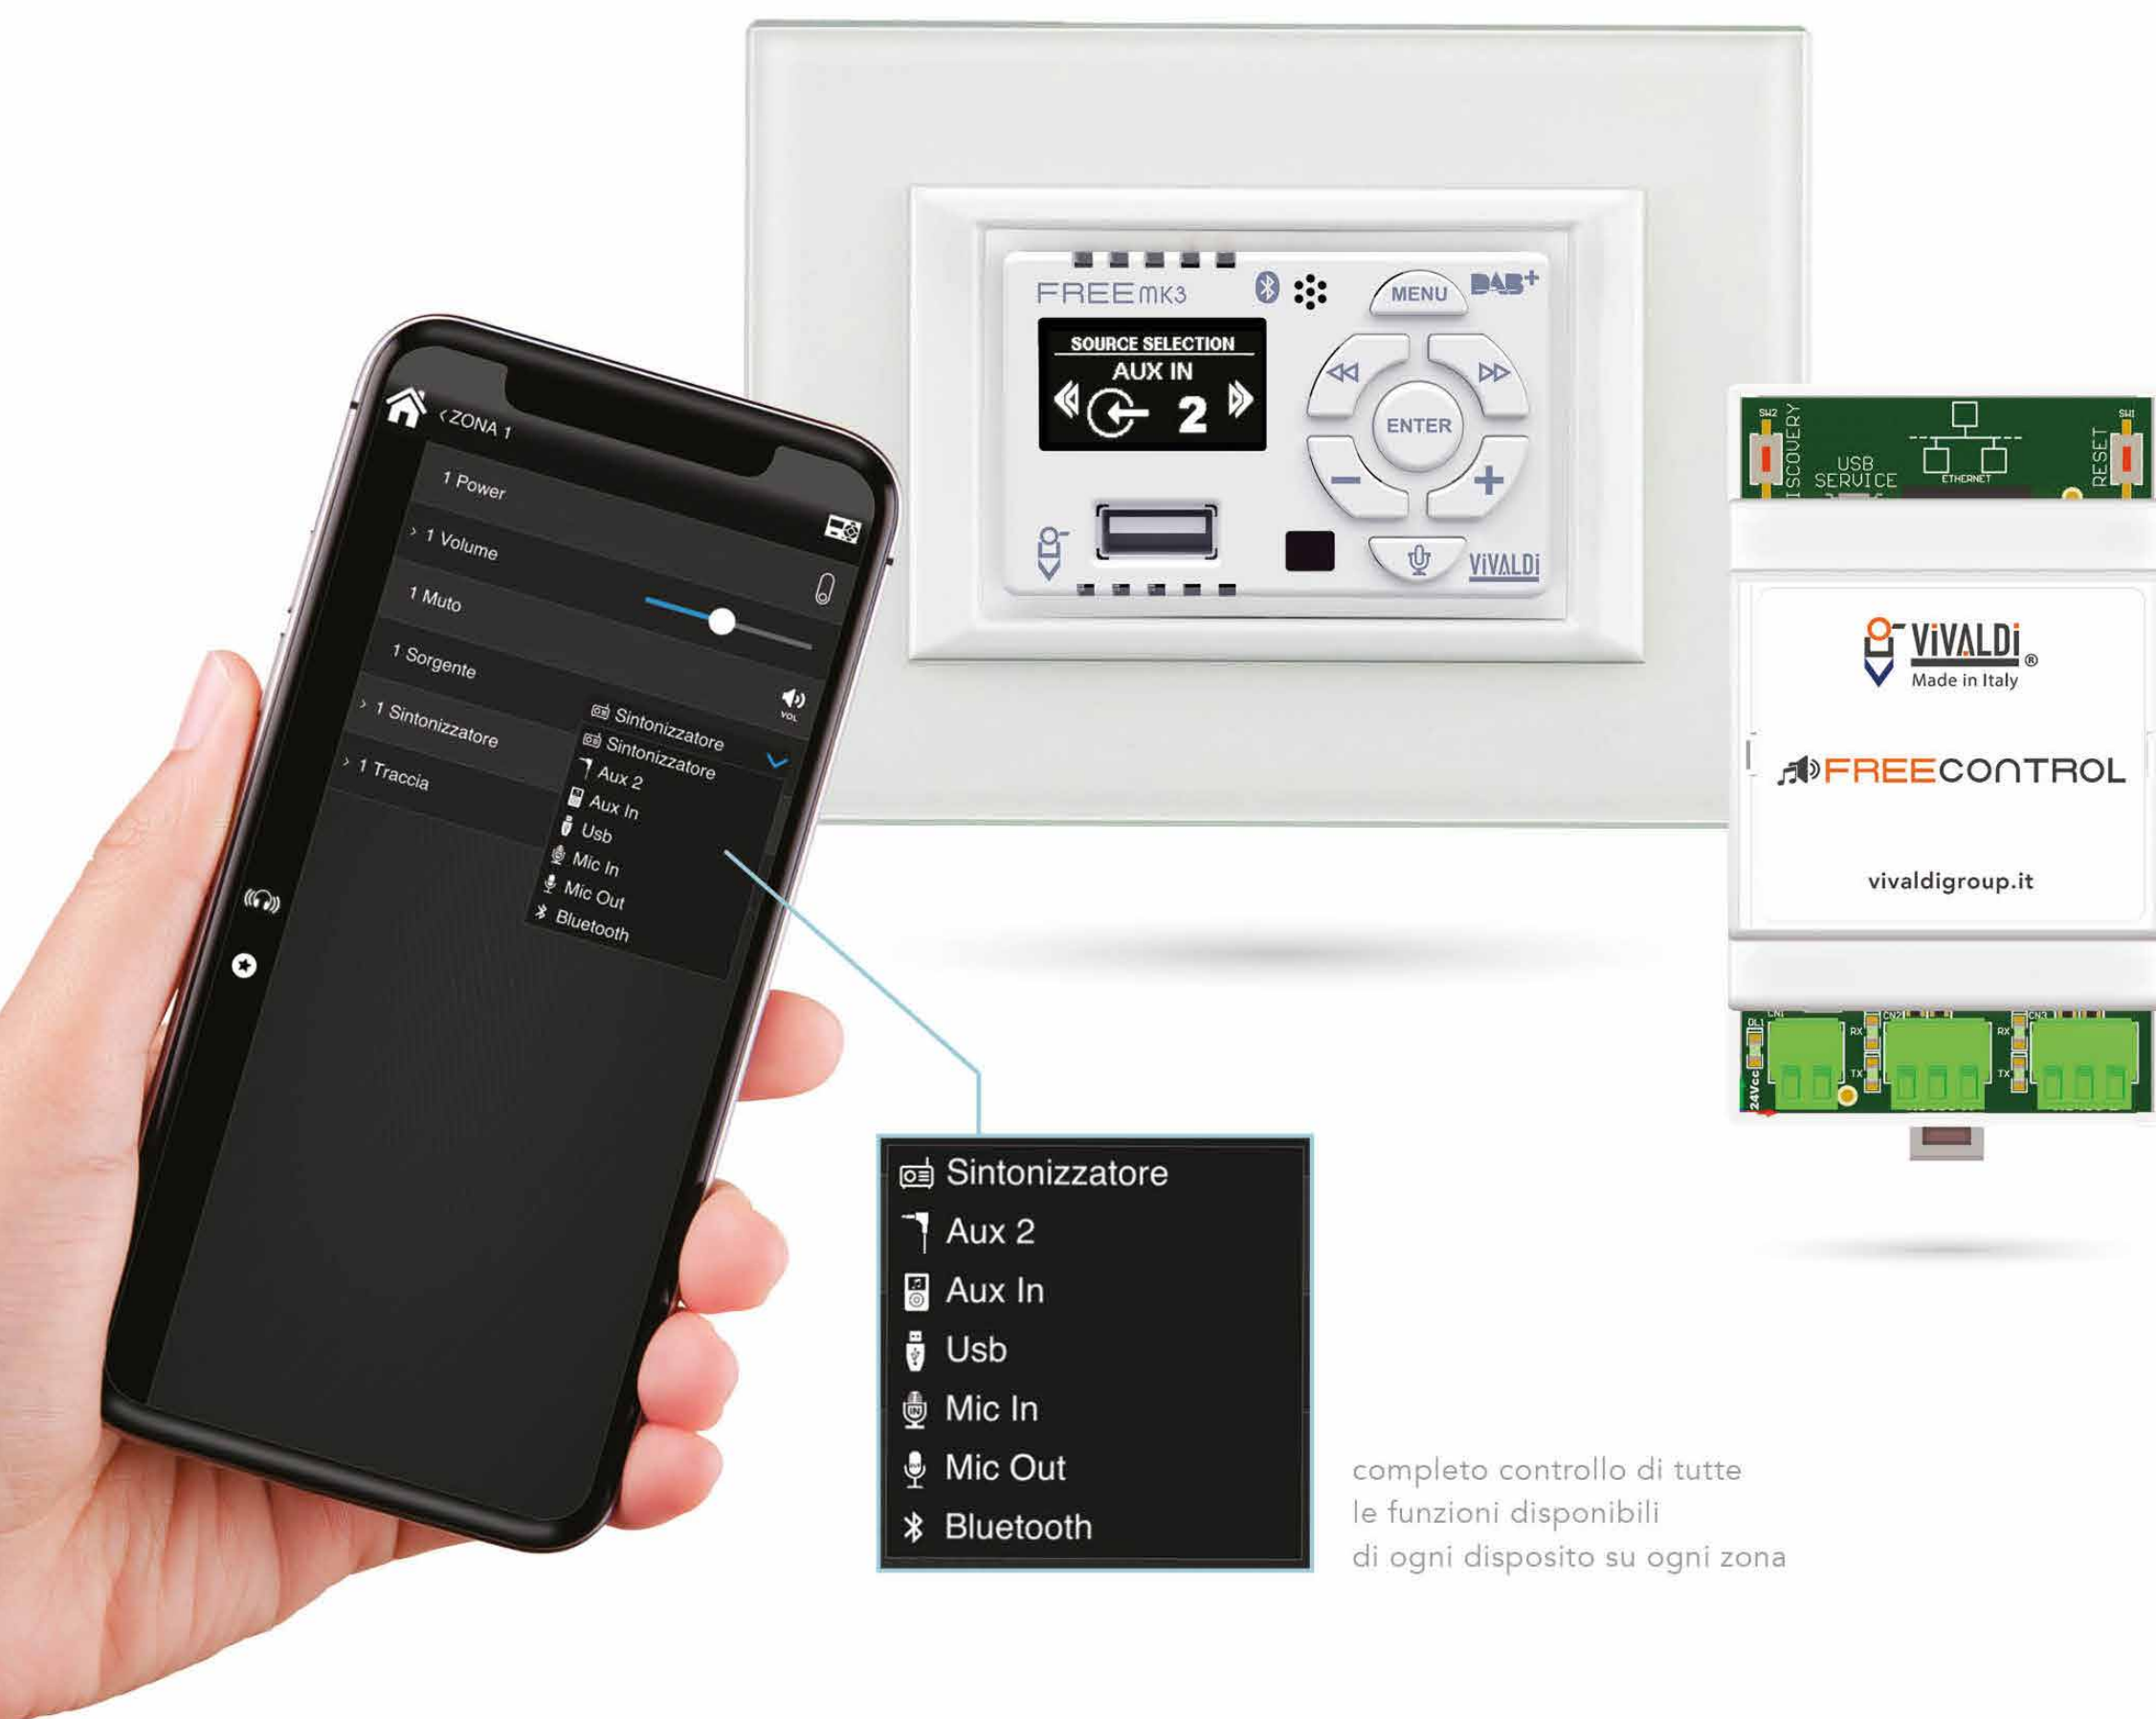 <ZONA 1
1 Power
> 1 Volume
1 Muto
1 Sorgente
> 1 Sintonizzatore
> 1 Traccia
VOL
Sintonizzatore
Sintonizzatore
Aux 2
Aux In
Usb
Mic In
Mic Out
Bluetooth
FREE MK3
DAB+
MENU
SOURCE SELECTION
AUX IN
2
ENTER
ViVALDi
SW2
SW1
DISCOVERY
USB
SERVICE
ETHERNET
RESET
ViVALDi ®
Made in Italy
FREECONTROL
vivaldigroup.it
CN1
CN2
CN3
DL1
RX
RX
TX
TX
24Vcc
Sintonizzatore
Aux 2
Aux In
Usb
Mic In
Mic Out
Bluetooth
completo controllo di tutte
le funzioni disponibili
di ogni disposito su ogni zona